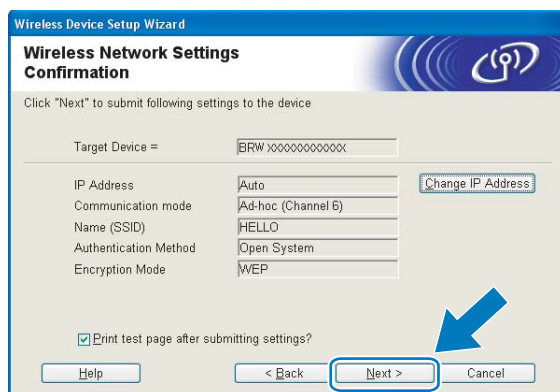 Wireless Device Setup Wizard
Wireless Network Settings
Confirmation
Click "Next" to submit following settings to the device
Target Device = BRW XXXXXXXXXXXX
IP Address Auto Change IP Address
Communication mode Ad-hoc (Channel 6)
Name (SSID) HELLO
Authentication Method Open System
Encryption Mode WEP
Print test page after submitting settings?
Help < Back Next > Cancel